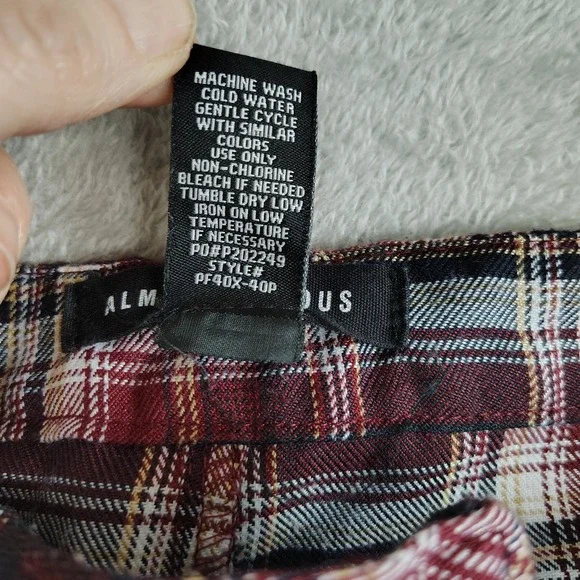 MACHINE WASH
COLD WATER
GENTLE CYCLE
WITH SIMILAR
COLORS
USE ONLY
NON-CHLORINE
BLEACH IF NEEDED
TUMBLE DRY LOW
IRON ON LOW
TEMPERATURE
IF NECESSARY
PO#P202249
STYLE#
PF40X-40P
ALM OUS